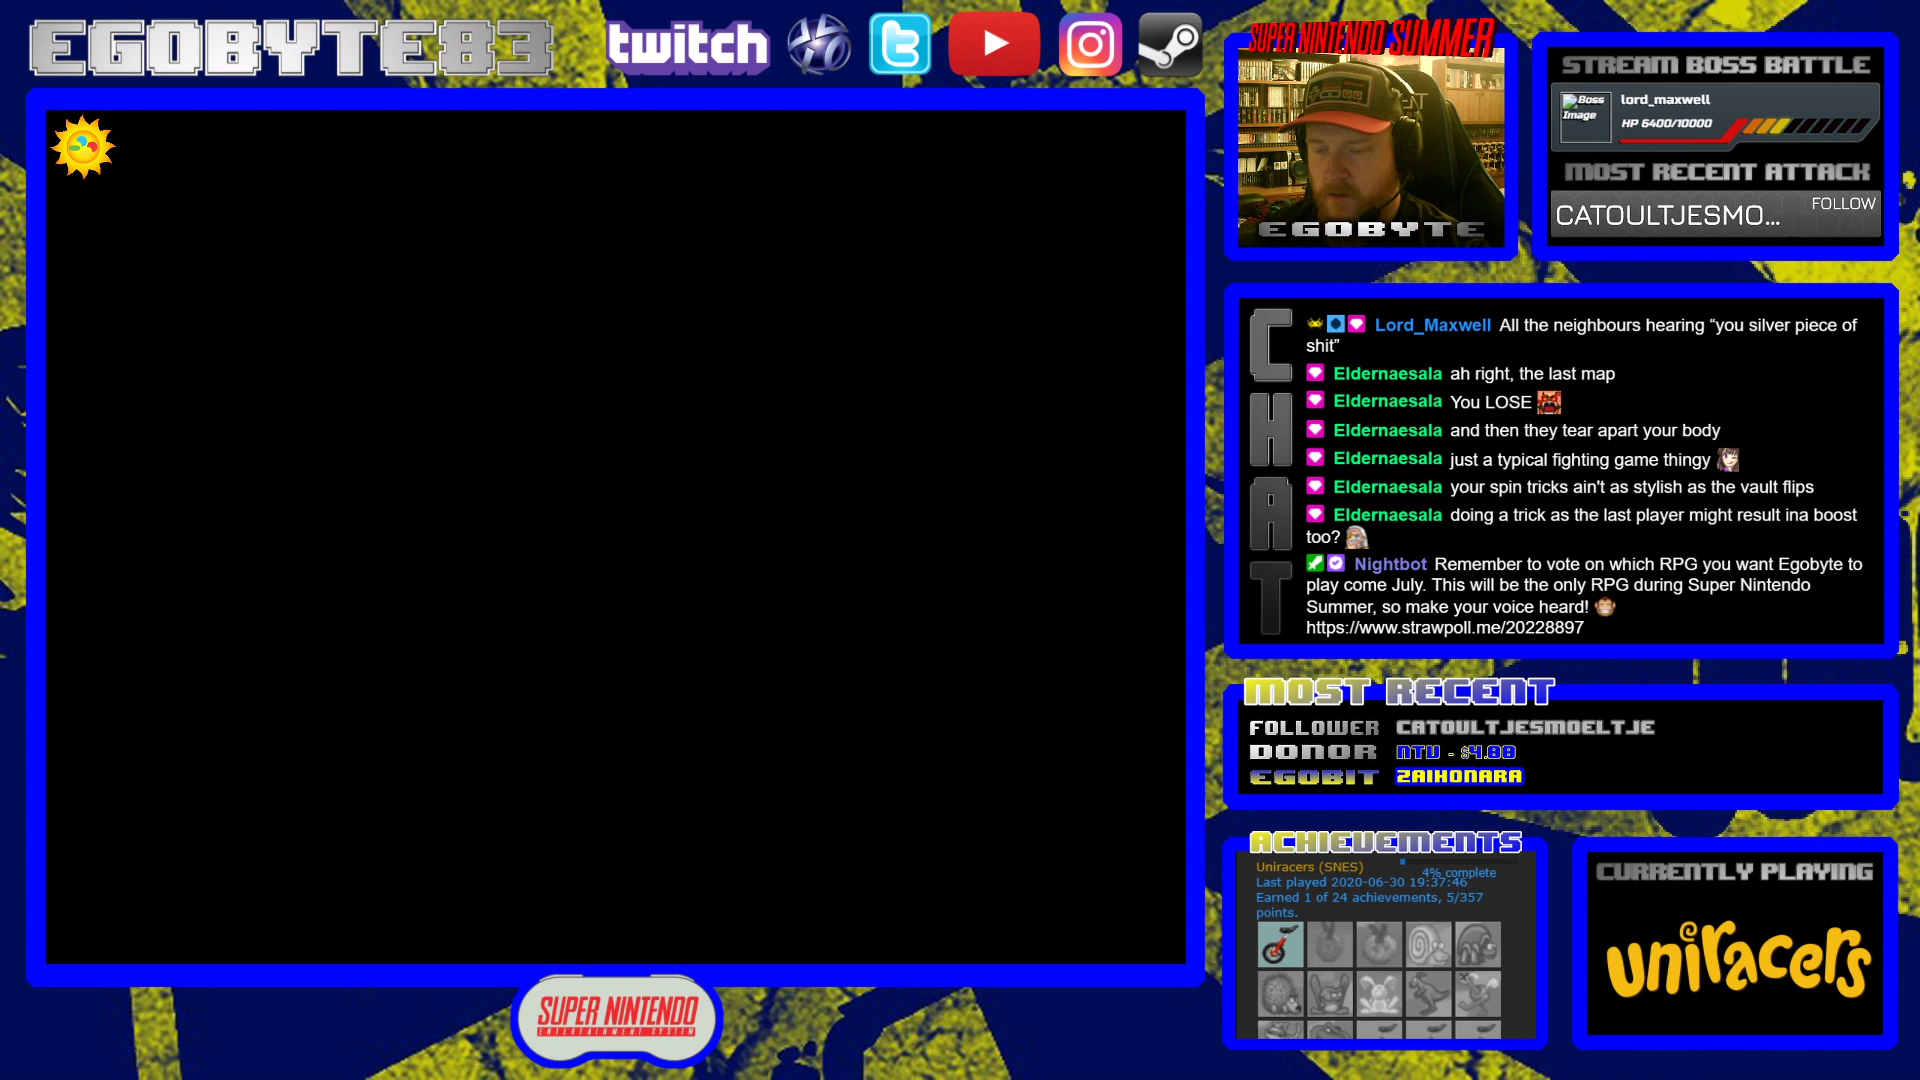 EGOBYTE83
twitch
SUPER NINTENDO SUMMER
EGOBYTE
STREAM BOSS BATTLE
Boss
Image
lord_maxwell
HP 6400/10000
MOST RECENT ATTACK
CATOULTJESMO...
FOLLOW
CHAT
Lord_Maxwell All the neighbours hearing “you silver piece of
shit”
Eldernaesala ah right, the last map
Eldernaesala You LOSE
Eldernaesala and then they tear apart your body
Eldernaesala just a typical fighting game thingy
Eldernaesala your spin tricks ain't as stylish as the vault flips
Eldernaesala doing a trick as the last player might result ina boost
too?
Nightbot Remember to vote on which RPG you want Egobyte to
play come July. This will be the only RPG during Super Nintendo
Summer, so make your voice heard!
https://www.strawpoll.me/20228897
MOST RECENT
FOLLOWER CATOULTJESMOELTJE
DONOR NTU - $4.00
EGOBIT ZAIHONARA
ACHIEVEMENTS
Uniracers (SNES)
4% complete
Last played 2020-06-30 19:37:46
Earned 1 of 24 achievements, 5/357
points.
CURRENTLY PLAYING
uniracers
SUPER NINTENDO
ENTERTAINMENT SYSTEM